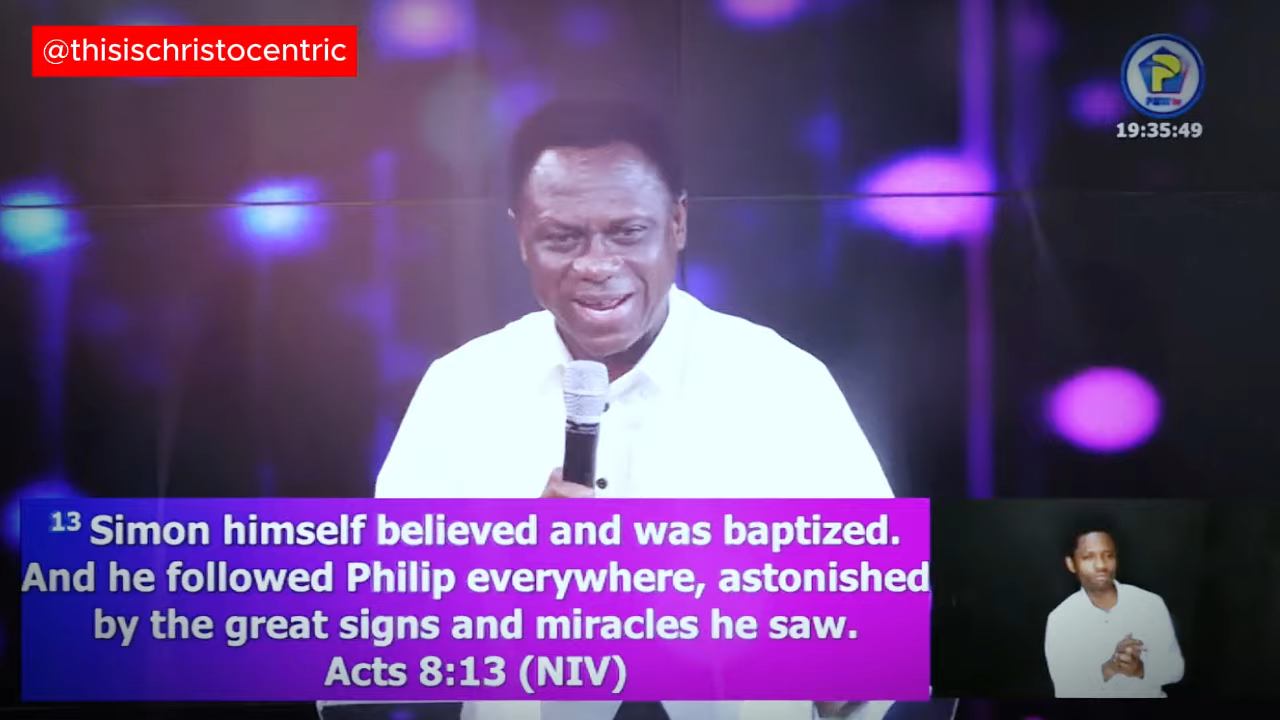 @thisischristocentric
P
19:35:49
13 Simon himself believed and was baptized.
And he followed Philip everywhere, astonished
by the great signs and miracles he saw.
Acts 8:13 (NIV)